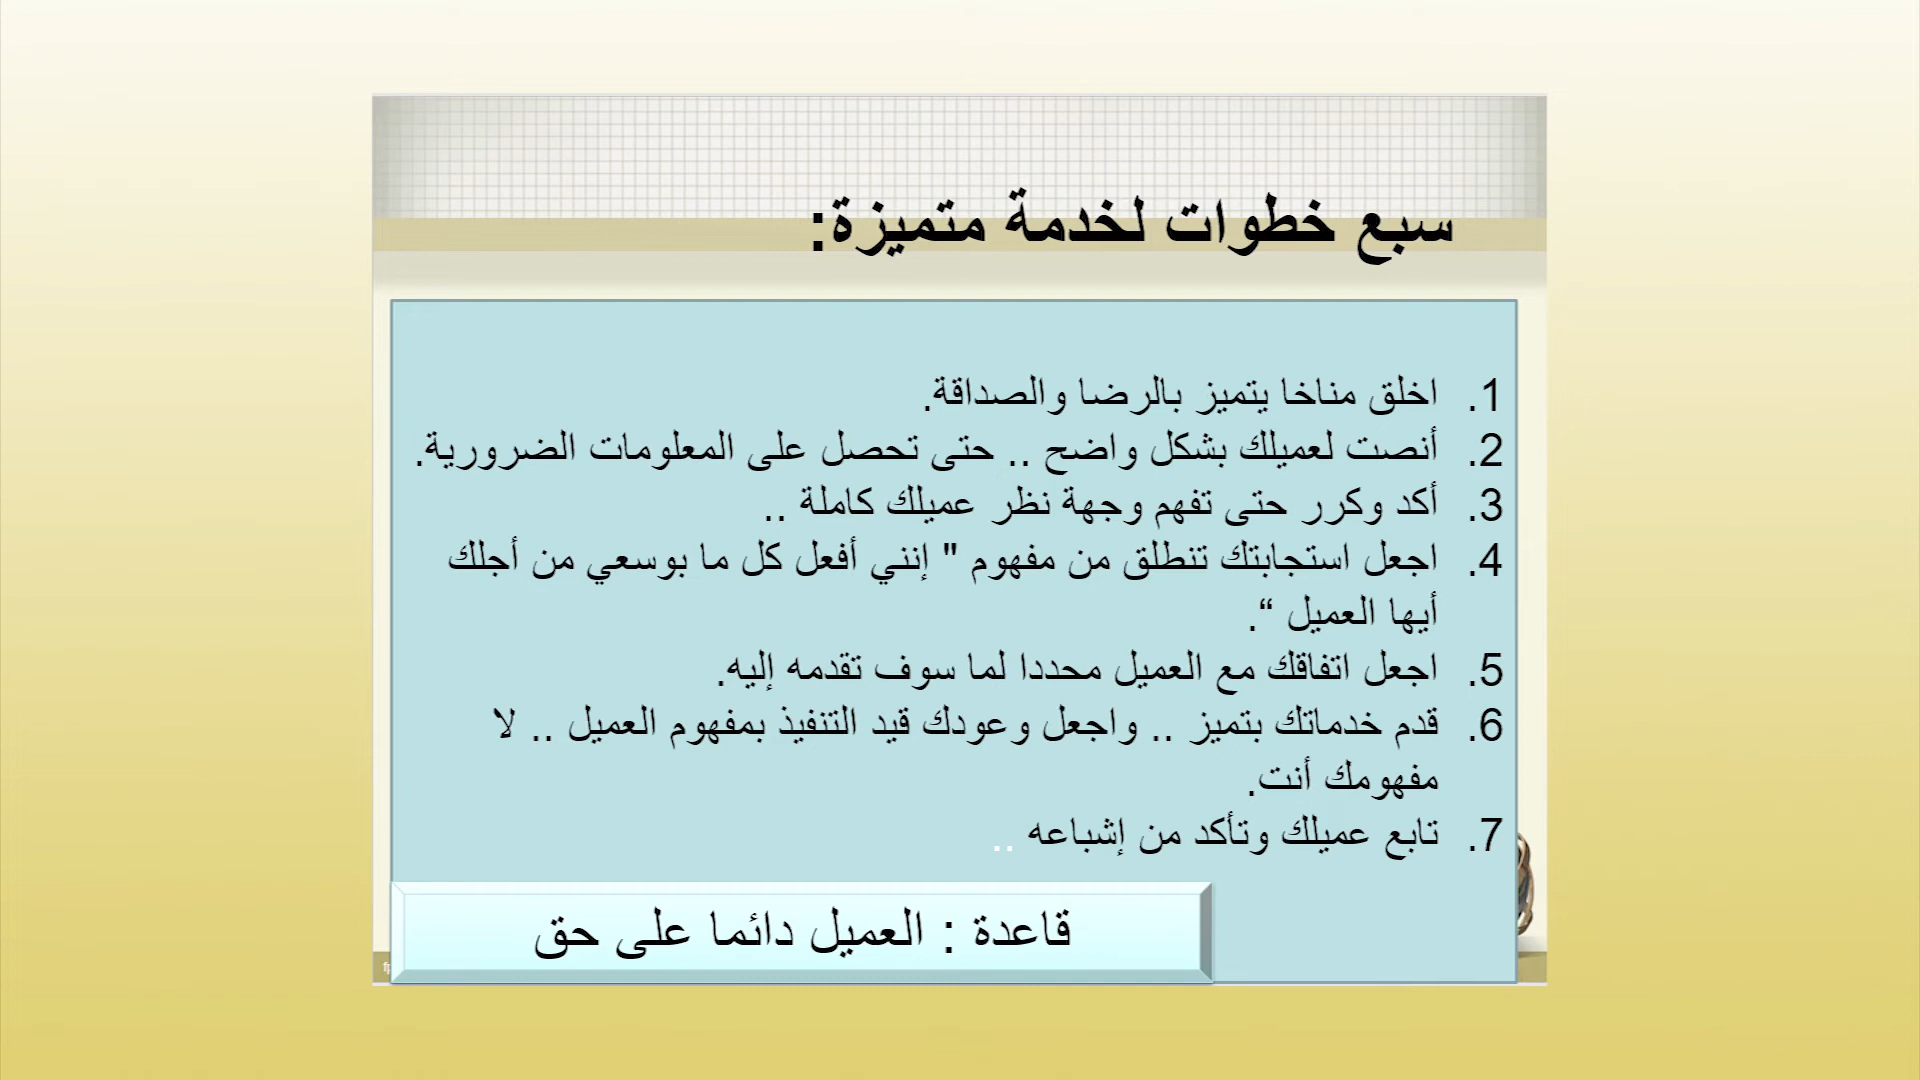 سبع خطوات لخدمة متميزة:
1. اخلق مناخا يتميز بالرضا والصداقة.
2. أنصت لعميلك بشكل واضح .. حتى تحصل على المعلومات الضرورية.
3. أكد وكرر حتى تفهم وجهة نظر عميلك كاملة ..
4. اجعل استجابتك تنطلق من مفهوم " إنني أفعل كل ما بوسعي من أجلك
أيها العميل “.
5. اجعل اتفاقك مع العميل محددا لما سوف تقدمه إليه.
6. قدم خدماتك بتميز .. واجعل وعودك قيد التنفيذ بمفهوم العميل .. لا
مفهومك أنت.
7. تابع عميلك وتأكد من إشباعه ..
قاعدة : العميل دائما على حق